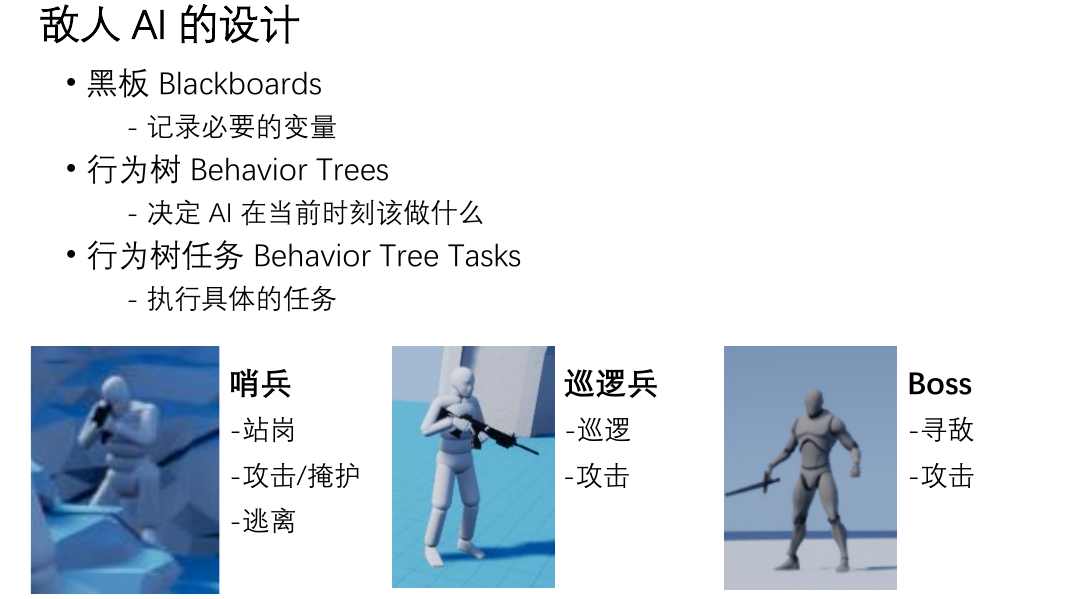 敌人 AI 的设计
• 黑板 Blackboards
- 记录必要的变量
• 行为树 Behavior Trees
- 决定 AI 在当前时刻该做什么
• 行为树任务 Behavior Tree Tasks
- 执行具体的任务
哨兵
-站岗
-攻击/掩护
-逃离
巡逻兵
-巡逻
-攻击
Boss
-寻敌
-攻击